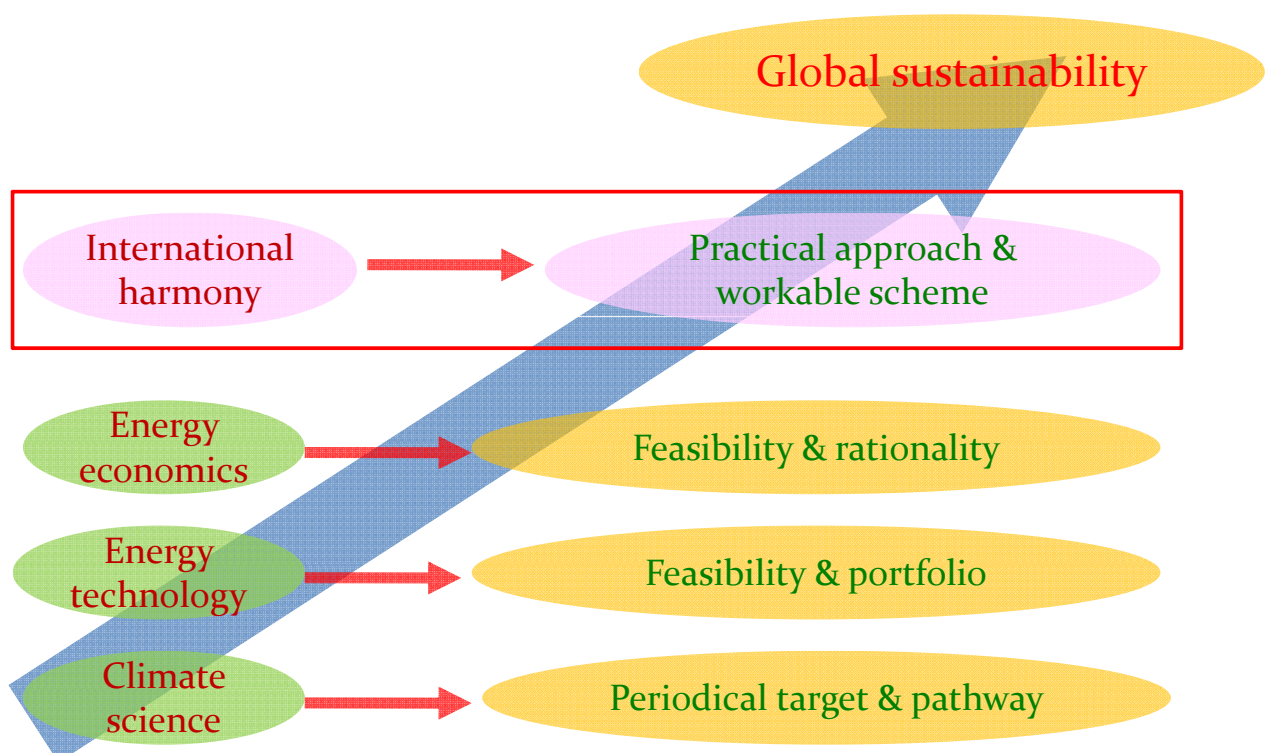 Global sustainability
International
harmony
Practical approach &
workable scheme
Energy
economics
Feasibility & rationality
Energy
technology
Feasibility & portfolio
Climate
science
Periodical target & pathway